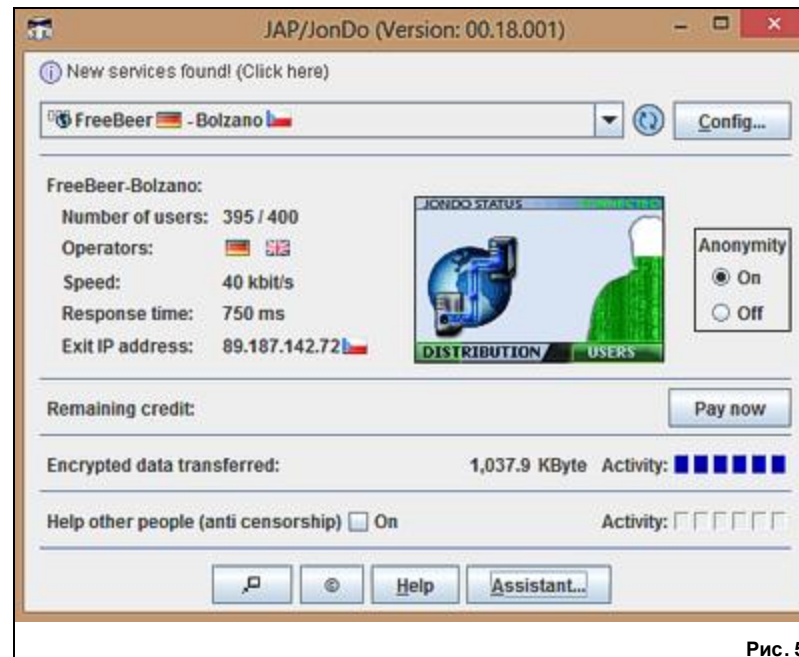 JAP/JonDo (Version: 00.18.001)
New services found! (Click here)
FreeBeer - Bolzano
Config...
FreeBeer-Bolzano:
Number of users: 395 / 400
Operators:
Speed: 40 kbit/s
Response time: 750 ms
Exit IP address: 89.187.142.72
JONDO STATUS CONNECTED
DISTRIBUTION USERS
Anonymity
On
Off
Remaining credit:
Pay now
Encrypted data transferred: 1,037.9 KByte Activity:
Help other people (anti censorship) On Activity:
© Help Assistant...
Рис. 5